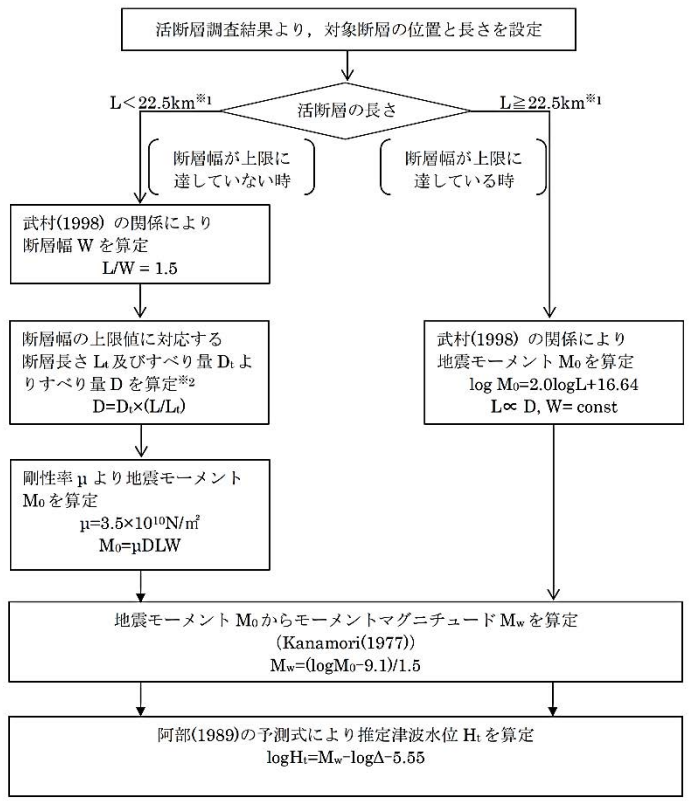 活断層調査結果より，対象断層の位置と長さを設定
L＜22.5km※1
活断層の長さ
L≧22.5km※1
断層幅が上限に
達していない時
断層幅が上限に
達している時
武村(1998) の関係により
断層幅 W を算定
L/W = 1.5
断層幅の上限値に対応する
断層長さ Lt 及びすべり量 Dt よ
りすべり量 D を算定※2
D=Dt×(L/Lt)
剛性率 μ より地震モーメント
M0 を算定
μ=3.5×10¹⁰N/㎡
M0=μDLW
武村(1998) の関係により
地震モーメント M0 を算定
log M0=2.0logL+16.64
L∝ D, W= const
地震モーメント M0 からモーメントマグニチュード Mw を算定
（Kanamori(1977)）
Mw=(logM0-9.1)/1.5
阿部(1989)の予測式により推定津波水位 Ht を算定
logHt=Mw-logΔ-5.55